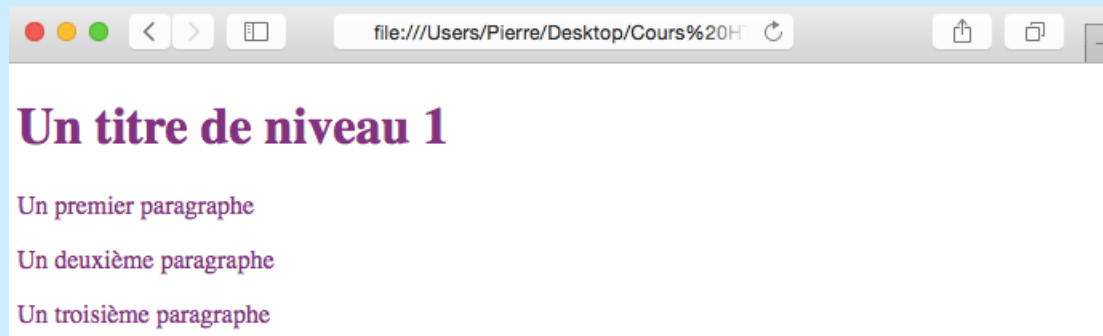 file:///Users/Pierre/Desktop/Cours%20H
Un titre de niveau 1
Un premier paragraphe
Un deuxième paragraphe
Un troisième paragraphe